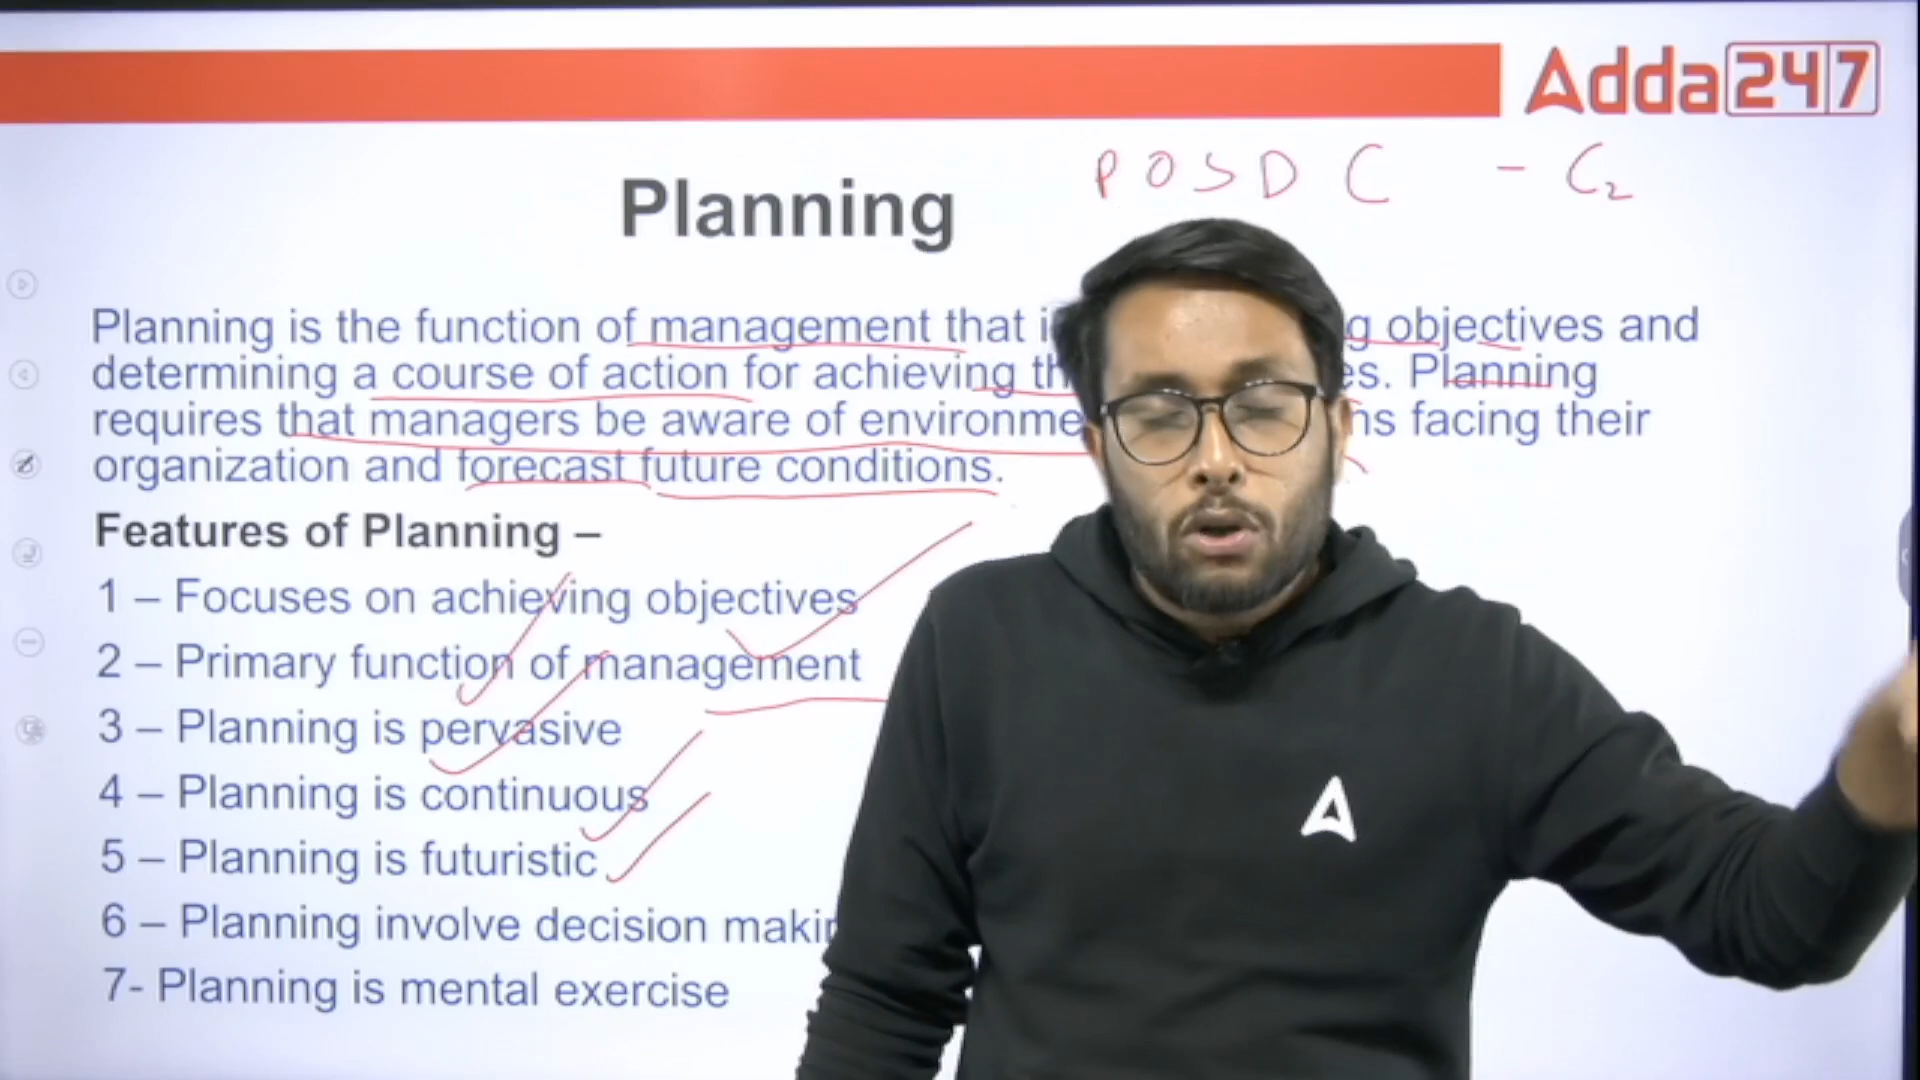 Adda247
P O S D C - C2
Planning
Planning is the function of management that g objectives and
determining a course of action for achieving es. Planning
requires that managers be aware of environme ns facing their
organization and forecast future conditions.
Features of Planning –
1 – Focuses on achieving objectives
2 – Primary function of management
3 – Planning is pervasive
4 – Planning is continuous
5 – Planning is futuristic
6 – Planning involve decision makin
7- Planning is mental exercise